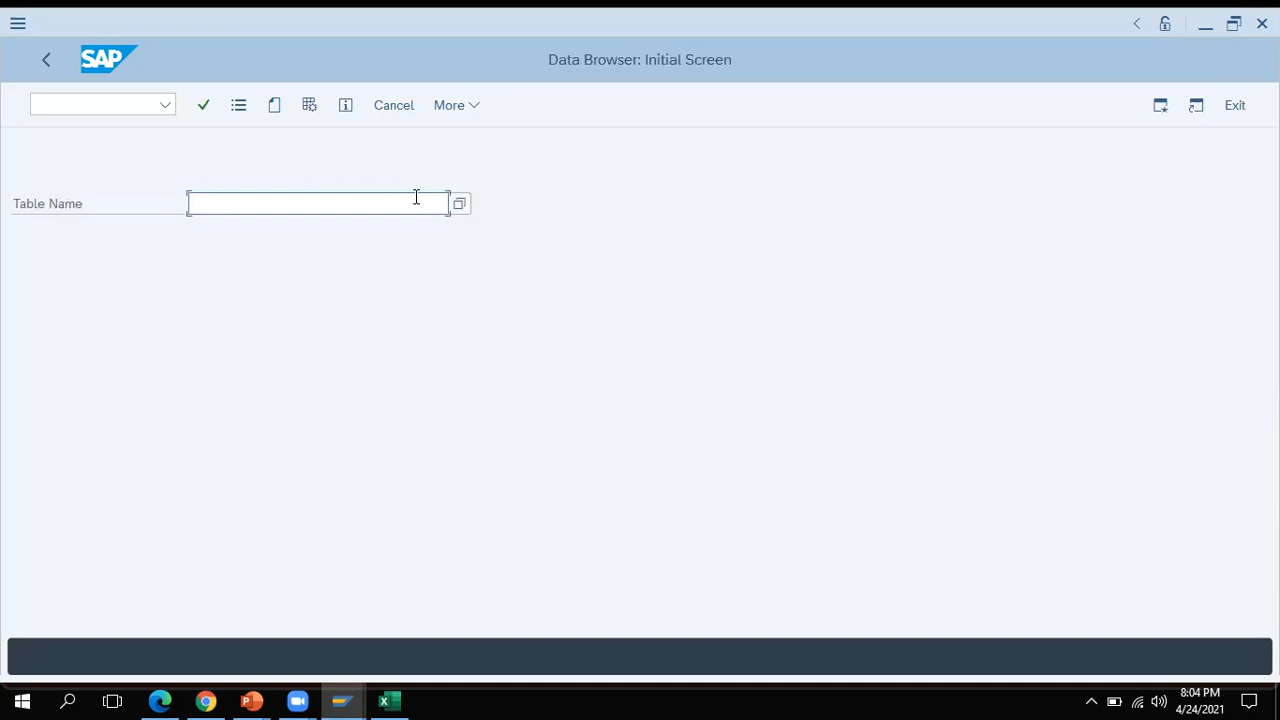 SAP
Data Browser: Initial Screen
Cancel
More
Exit
Table Name
8:04 PM
4/24/2021